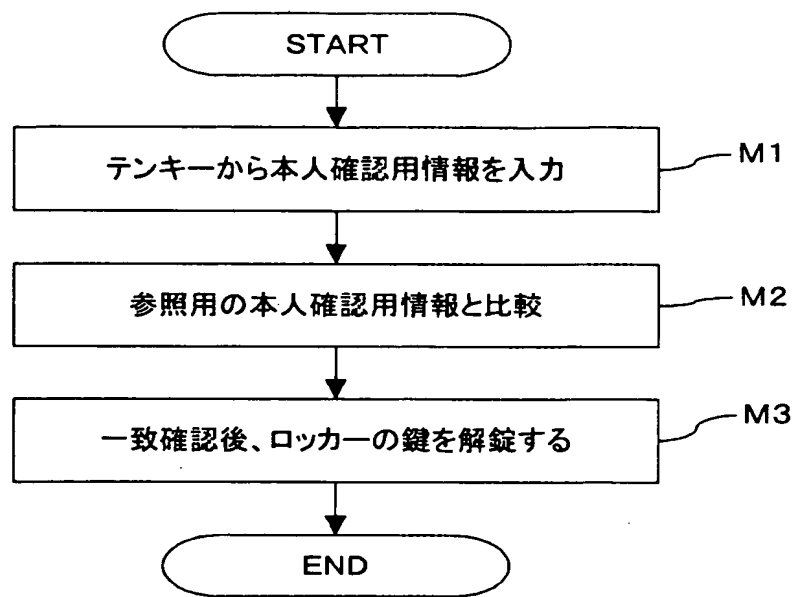 START
テンキーから本人確認用情報を入力
M1
参照用の本人確認用情報と比較
M2
一致確認後、ロッカーの鍵を解錠する
M3
END